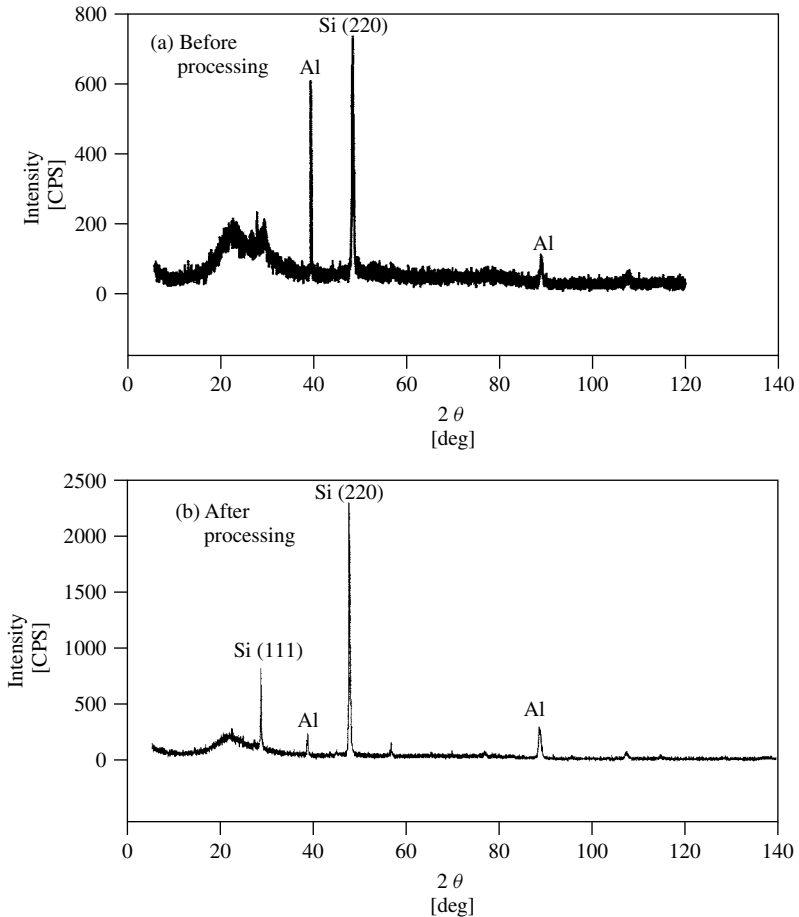 800
Si (220)
(a) Before
processing
Al
600
400
Intensity
[CPS]
200
Al
0
0 20 40 60 80 100 120 140
2 θ
[deg]
2500
Si (220)
(b) After
processing
2000
1500
Intensity
[CPS]
1000
Si (111)
500
Al
Al
0
0 20 40 60 80 100 120 140
2 θ
[deg]